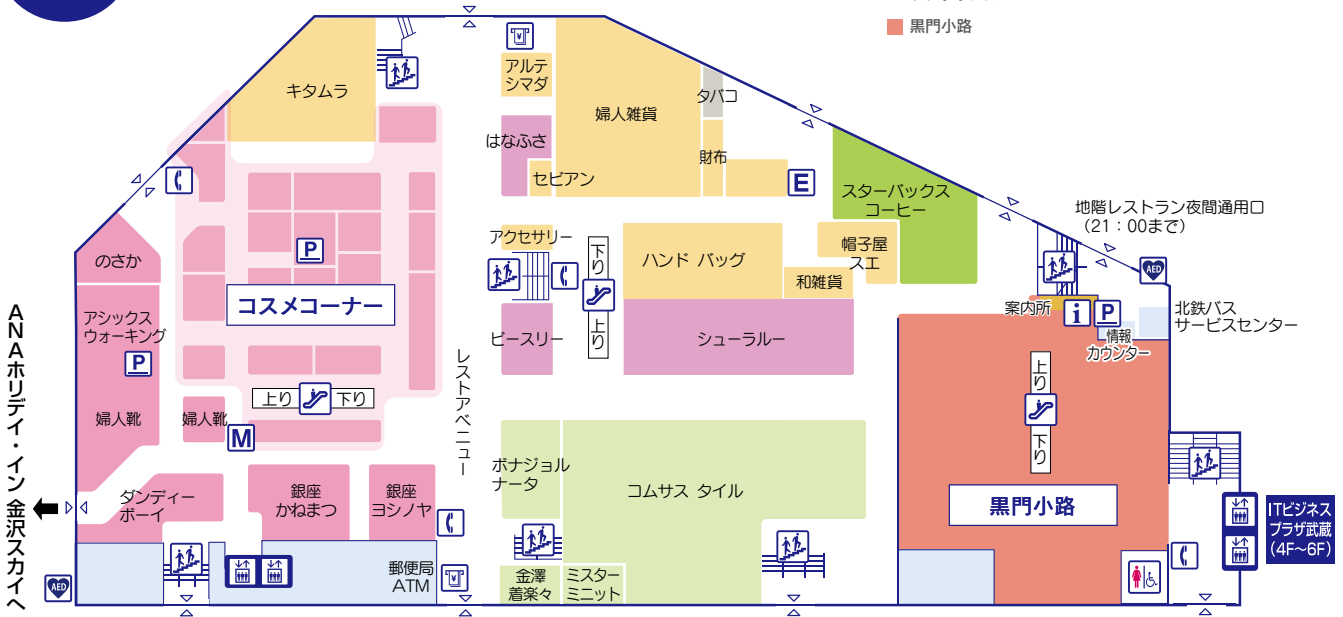 黒門小路
キタムラ
アルテ
シマダ
婦人雑貨
タバコ
財布
はなふさ
セビアン
E
スターバックス
コーヒー
地階レストラン夜間通用口
(21：00まで)
AED
のさか
P
コスメコーナー
アクセサリー
下り
上り
ハンド バッグ
帽子屋
スエ
和雑貨
案内所
i
P
情報
カウンター
北鉄バス
サービスセンター
アシックス
ウォーキング
P
ビースリー
シューラルー
上り
下り
レストアベニュー
上り
下り
婦人靴
婦人靴
M
ANAホリデイ・イン 金沢スカイへ
ダンディー
ボーイ
銀座
かねまつ
銀座
ヨシノヤ
ボナジョル
ナータ
コムサス タイル
黒門小路
ITビジネス
プラザ武蔵
(4F〜6F)
AED
郵便局
ATM
金澤
着楽々
ミスター
ミニット